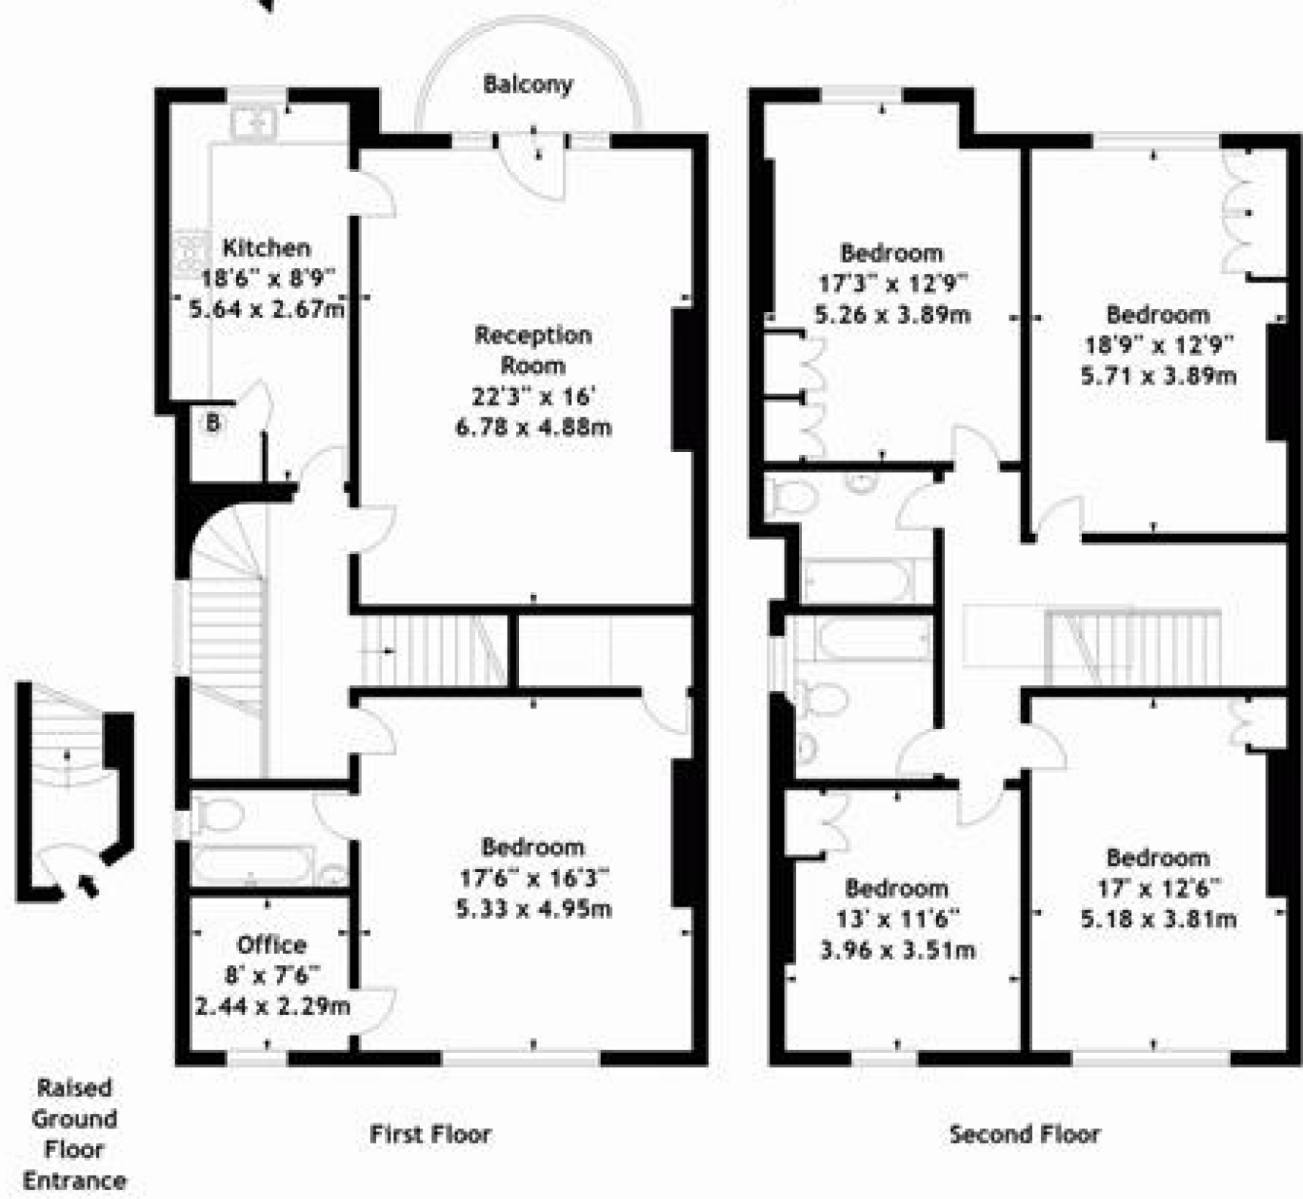 Balcony
Kitchen
18'6" x 8'9"
5.64 x 2.67m
Reception
Room
22'3" x 16'
6.78 x 4.88m
B
Bedroom
17'6" x 16'3"
5.33 x 4.95m
Office
8' x 7'6"
2.44 x 2.29m
Raised
Ground
Floor
Entrance
First Floor
Bedroom
17'3" x 12'9"
5.26 x 3.89m
Bedroom
18'9" x 12'9"
5.71 x 3.89m
Bedroom
13' x 11'6"
3.96 x 3.51m
Bedroom
17' x 12'6"
5.18 x 3.81m
Second Floor